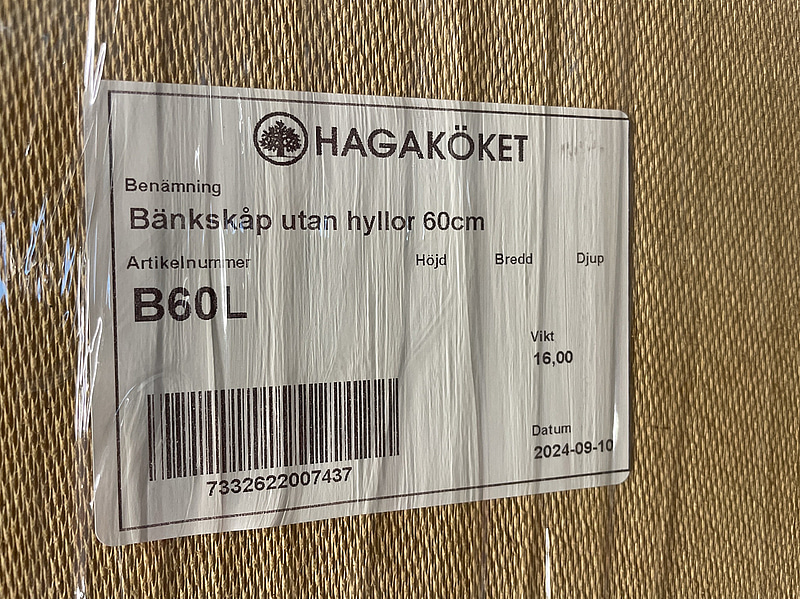 HAGAKÖKET
Benämning
Bänkskåp utan hyllor 60cm
Artikelnummer Höjd Bredd Djup
B60L
Vikt
16,00
Datum
2024-09-10
7332622007437